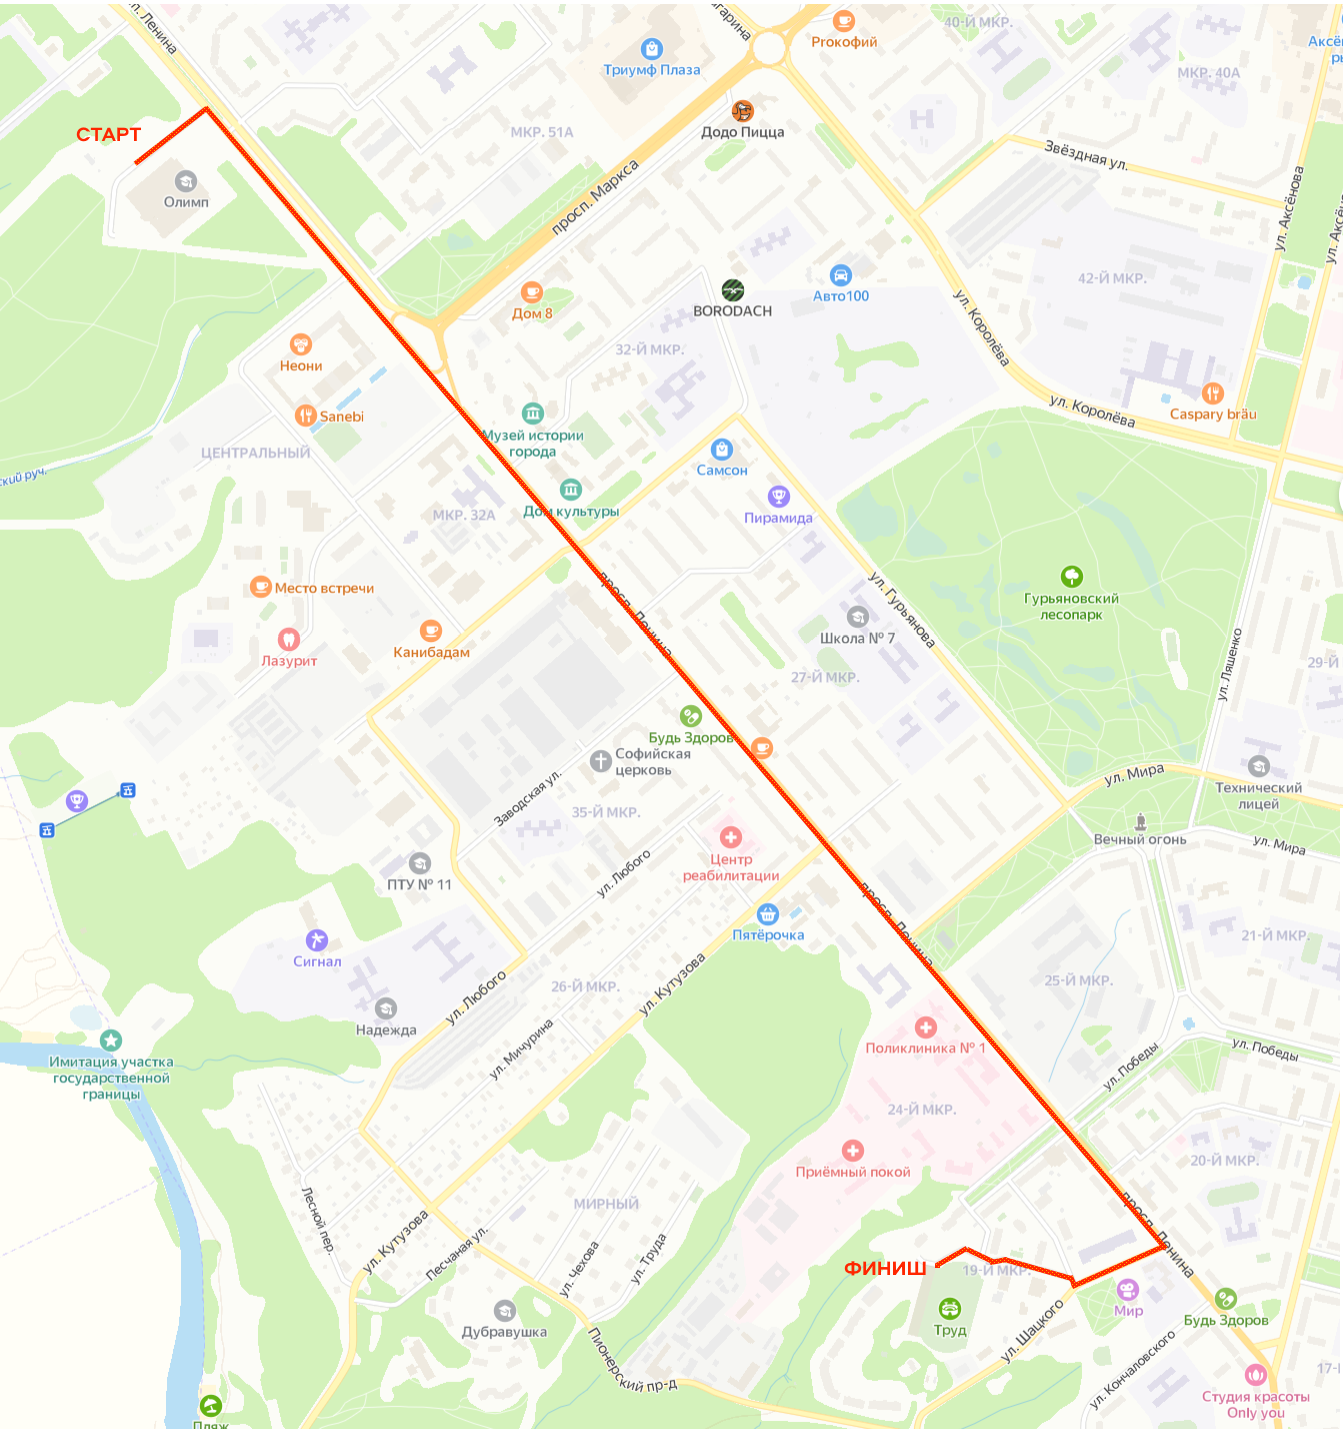 Ленина
40-Й МКР.
Prокофий
Триумф Плаза
МКР. 40А
СТАРТ
МКР. 51А
Додо Пицца
Звёздная ул.
Олимп
просп. Маркса
ул. Аксёнова
42-Й МКР.
Авто100
BORODACH
Дом 8
ул. Королёва
32-Й МКР.
Неони
Sanebi
ул. Королёва
Caspary bräu
Музей истории
города
ЦЕНТРАЛЬНЫЙ
Самсон
МКР. 32А
Дом культуры
Пирамида
Место встречи
просп. Ленина
ул. Гурьянова
Гурьяновский
лесопарк
Школа № 7
Канибадам
Лазурит
27-Й МКР.
ул. Ляшенко
Будь Здоров
Софийская
церковь
ул. Мира
Технический
лицей
Заводская ул.
35-Й МКР.
Вечный огонь
ул. Мира
Центр
реабилитации
ПТУ № 11
ул. Любого
просп. Ленина
Пятёрочка
21-Й МКР.
Сигнал
26-Й МКР.
ул. Кутузова
ул. Любого
25-Й МКР.
Надежда
ул. Мичурина
Поликлиника № 1
ул. Победы
ул. Победы
Имитация участка
государственной
границы
24-Й МКР.
Приёмный покой
20-Й МКР.
Лесной пер.
МИРНЫЙ
просп. Ленина
ул. Кутузова
Песчаная ул.
ул. Чехова
ул. Труда
ФИНИШ
19-Й МКР.
Мир
Труд
Дубравушка
ул. Шацкого
Будь Здоров
Пионерский пр-д
ул. Кончаловского
Студия красоты
Only you
Пляж